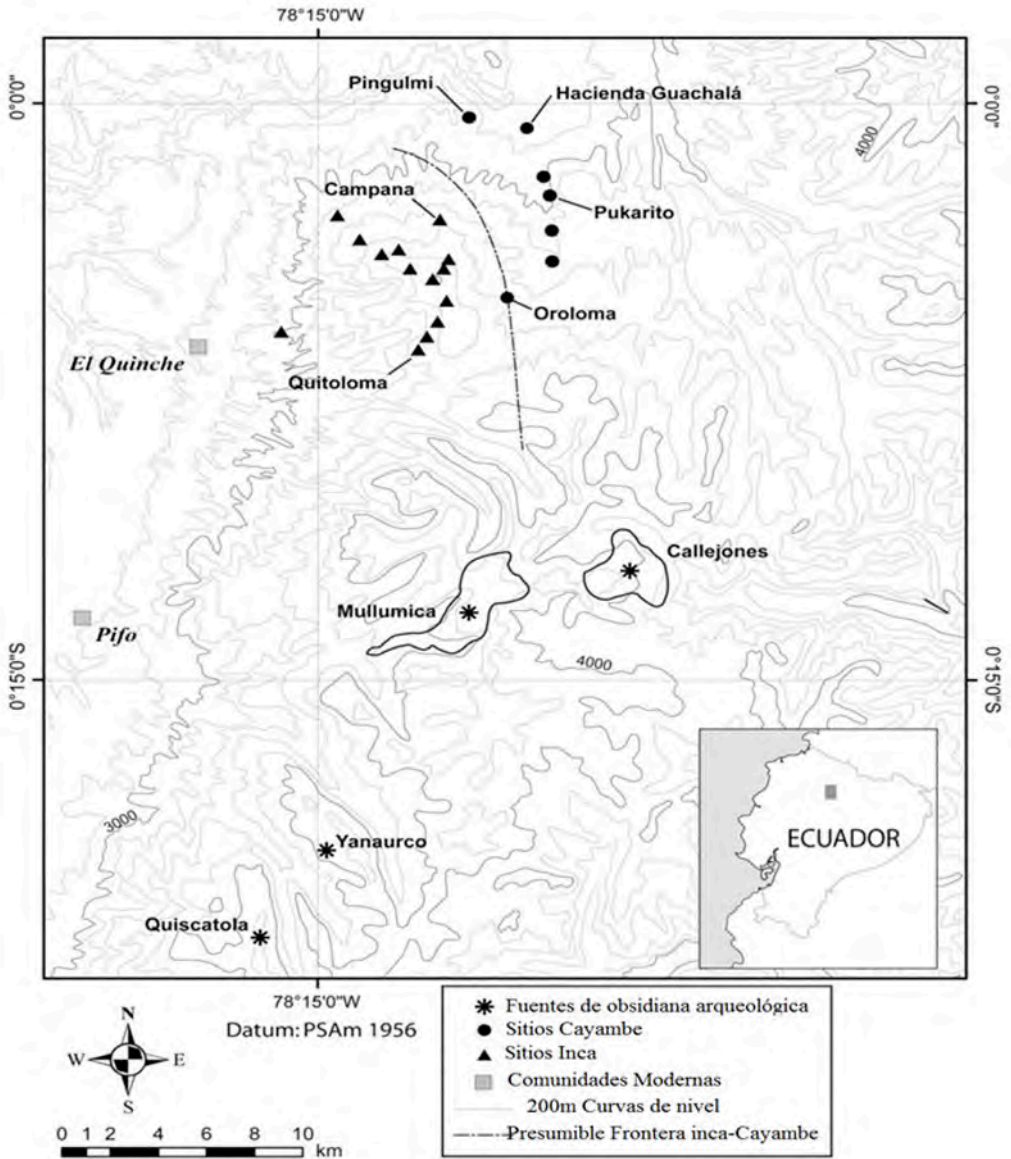 78°15'0"W
Pingulmi
Hacienda Guachalá
0°0'0"
0°0'0"
4000
Campana
Pukarito
Oroloma
El Quinche
Quitoloma
Callejones
Mullumica
Pifo
4000
0°15'0"S
0°15'0"S
3000
Yanaurco
ECUADOR
Quiscatola
78°15'0"W
Datum: PSAm 1956
N
W E
S
0 1 2 4 6 8 10
km
Fuentes de obsidiana arqueológica
Sitios Cayambe
Sitios Inca
Comunidades Modernas
200m Curvas de nivel
Presumible Frontera inca-Cayambe